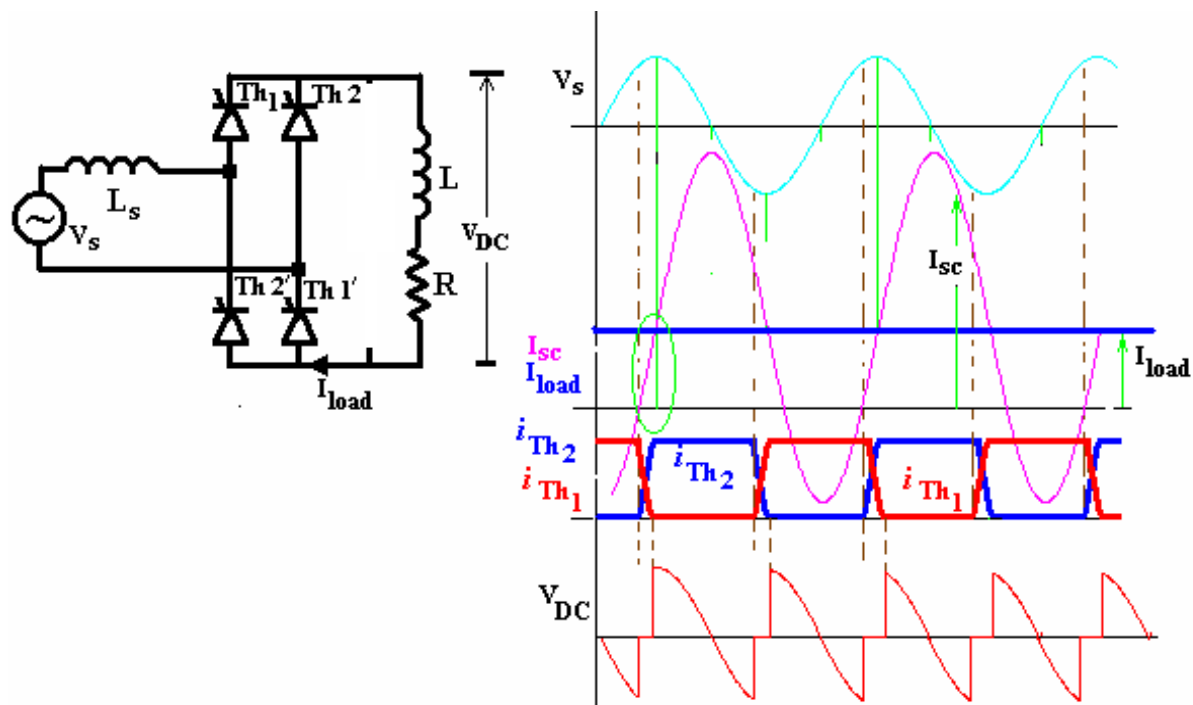 Th1 Th 2
Ls
Vs
L
VDC
R
Th 2' Th 1'
Iload
Vs
Isc
Isc
Iload
Iload
iTh2
iTh2
iTh1
iTh1
VDC